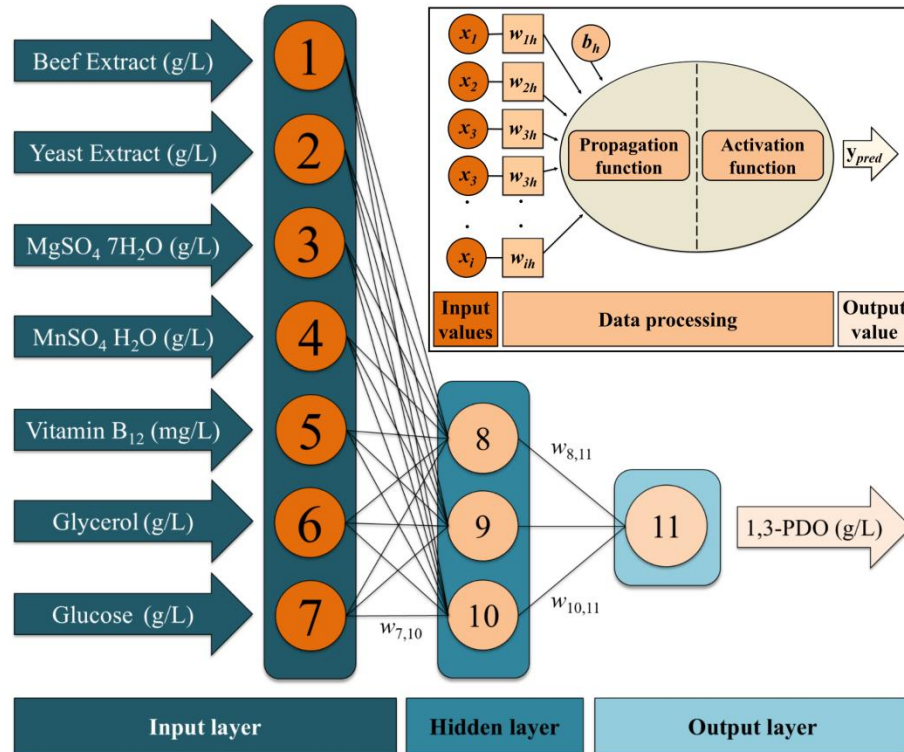 Beef Extract (g/L)
Yeast Extract (g/L)
MgSO₄ 7H₂O (g/L)
MnSO₄ H₂O (g/L)
Vitamin B₁₂ (mg/L)
Glycerol (g/L)
Glucose (g/L)
1
2
3
4
5
6
7
w₇,₁₀
8
9
10
w₈,₁₁
w₁₀,₁₁
11
1,3-PDO (g/L)
x₁
w₁ₕ
bₕ
x₂
w₂ₕ
x₃
w₃ₕ
x₃
w₃ₕ
. .
. .
xᵢ
wᵢₕ
Propagation
function
Activation
function
y_pred
Input
values
Data processing
Output
value
Input layer
Hidden layer
Output layer